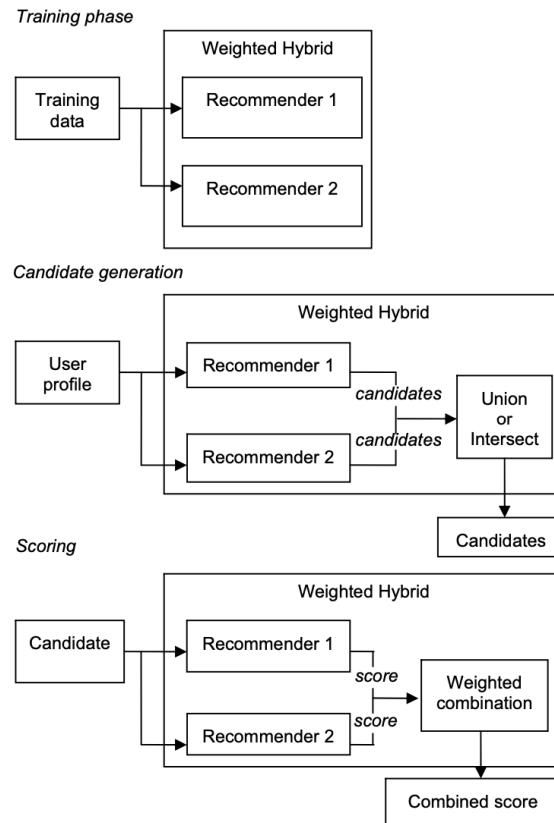 Training phase
Weighted Hybrid
Training
data
Recommender 1
Recommender 2
Candidate generation
Weighted Hybrid
User
profile
Recommender 1
candidates
candidates
Recommender 2
Union
or
Intersect
Candidates
Scoring
Weighted Hybrid
Candidate
Recommender 1
score
score
Recommender 2
Weighted
combination
Combined score